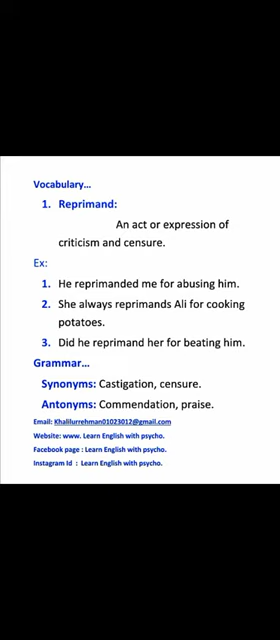 Vocabulary...
1. Reprimand:
An act or expression of
criticism and censure.
Ex:
1. He reprimanded me for abusing him.
2. She always reprimands Ali for cooking
potatoes.
3. Did he reprimand her for beating him.
Grammar...
Synonyms: Castigation, censure.
Antonyms: Commendation, praise.
Email: Khalilurrehman01023012@gmail.com
Website: www. Learn English with psycho.
Facebook page : Learn English with psycho.
Instagram Id : Learn English with psycho.